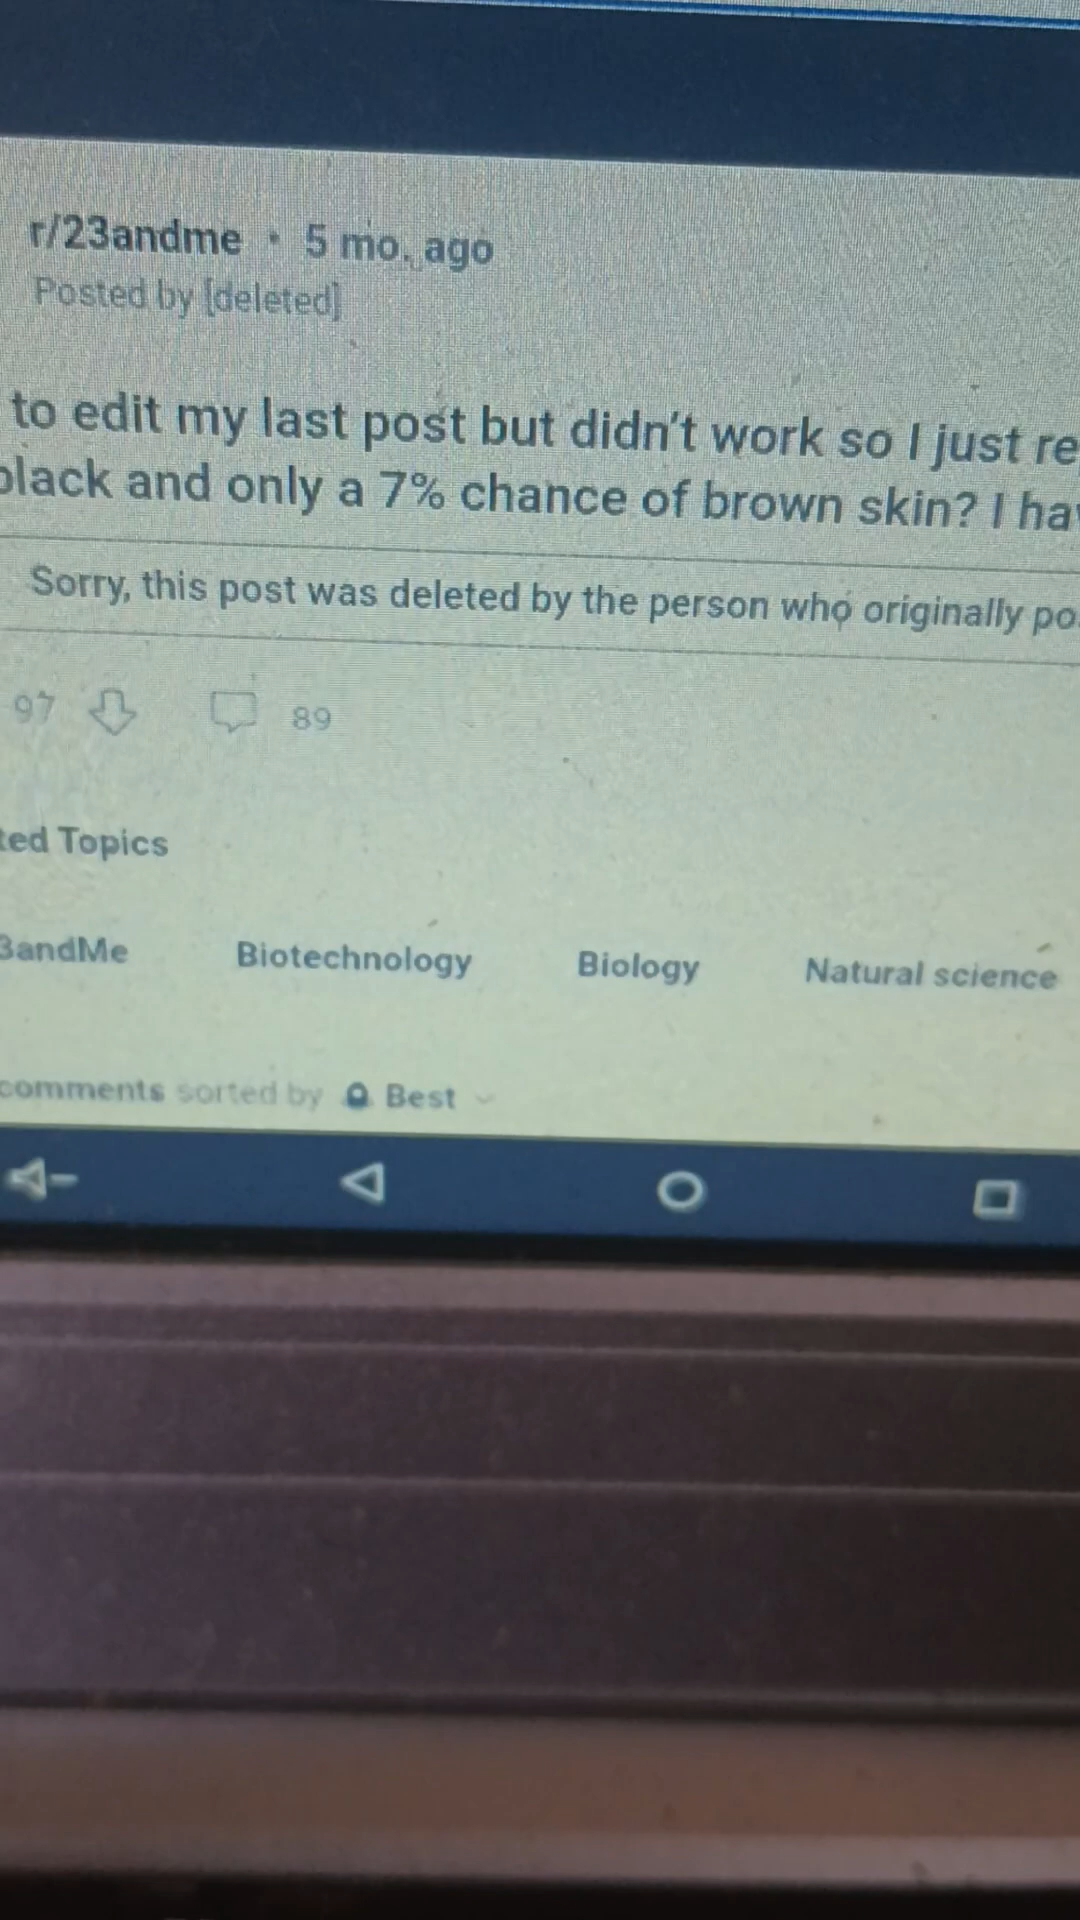 r/23andme · 5 mo. ago
Posted by [deleted]
to edit my last post but didn't work so I just re
black and only a 7% chance of brown skin? I hav
Sorry, this post was deleted by the person who originally po
97 89
ted Topics
3andMe Biotechnology Biology Natural science
comments sorted by Best